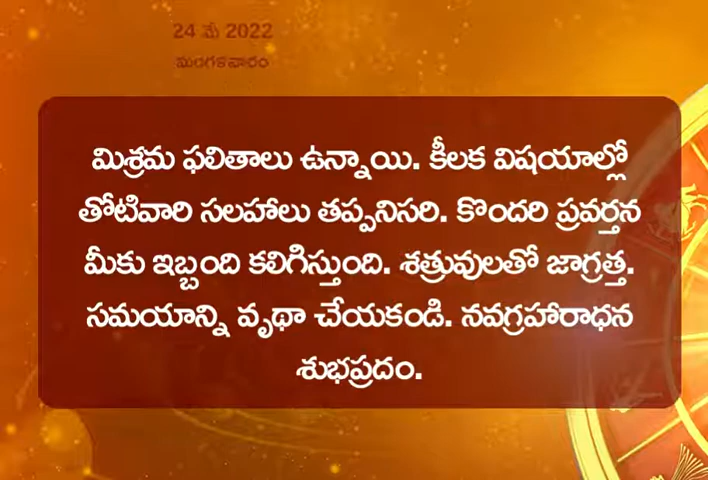 24 మే 2022
మంగళవారం
మిశ్రమ ఫలితాలు ఉన్నాయి. కీలక విషయాల్లో
తోటివారి సలహాలు తప్పనిసరి. కొందరి ప్రవర్తన
మీకు ఇబ్బంది కలిగిస్తుంది. శత్రువులతో జాగ్రత్త.
సమయాన్ని వృథా చేయకండి. నవగ్రహారాధన
శుభప్రదం.